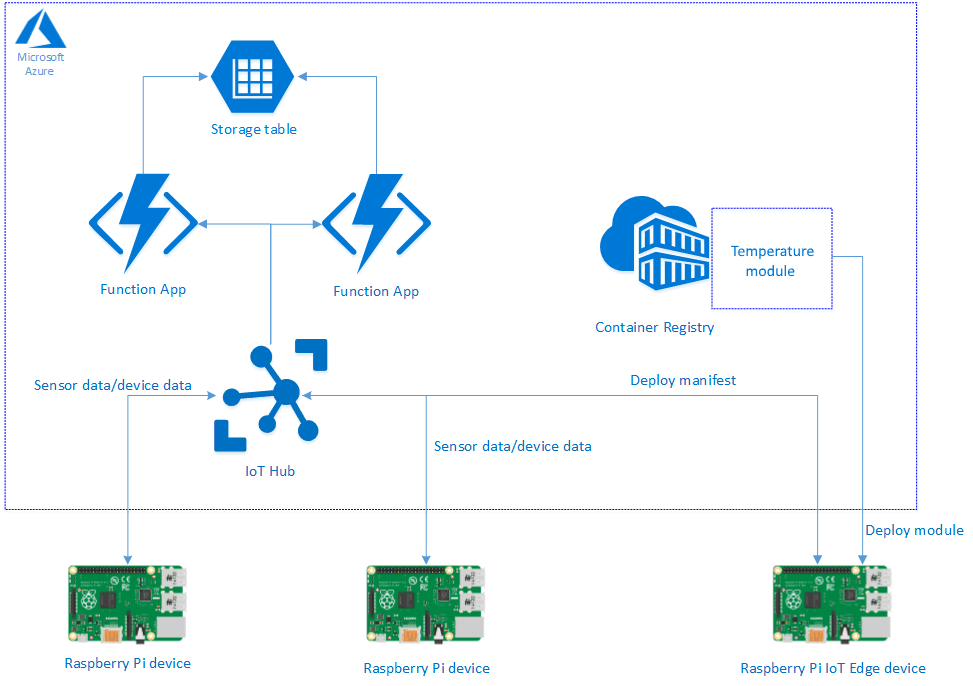 Microsoft
Azure
Storage table
Function App
Function App
Temperature
module
Container Registry
Sensor data/device data
Deploy manifest
Sensor data/device data
IoT Hub
Deploy module
Raspberry Pi device
Raspberry Pi device
Raspberry Pi IoT Edge device